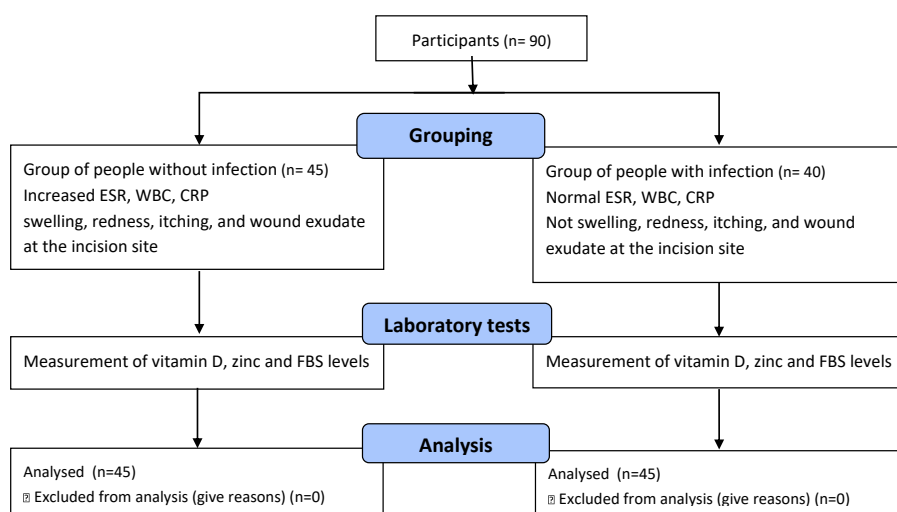 Participants (n= 90)
Grouping
Group of people without infection (n= 45)
Increased ESR, WBC, CRP
swelling, redness, itching, and wound exudate
at the incision site
Group of people with infection (n= 40)
Normal ESR, WBC, CRP
Not swelling, redness, itching, and wound
exudate at the incision site
Laboratory tests
Measurement of vitamin D, zinc and FBS levels
Measurement of vitamin D, zinc and FBS levels
Analysis
Analysed (n=45)
Excluded from analysis (give reasons) (n=0)
Analysed (n=45)
Excluded from analysis (give reasons) (n=0)